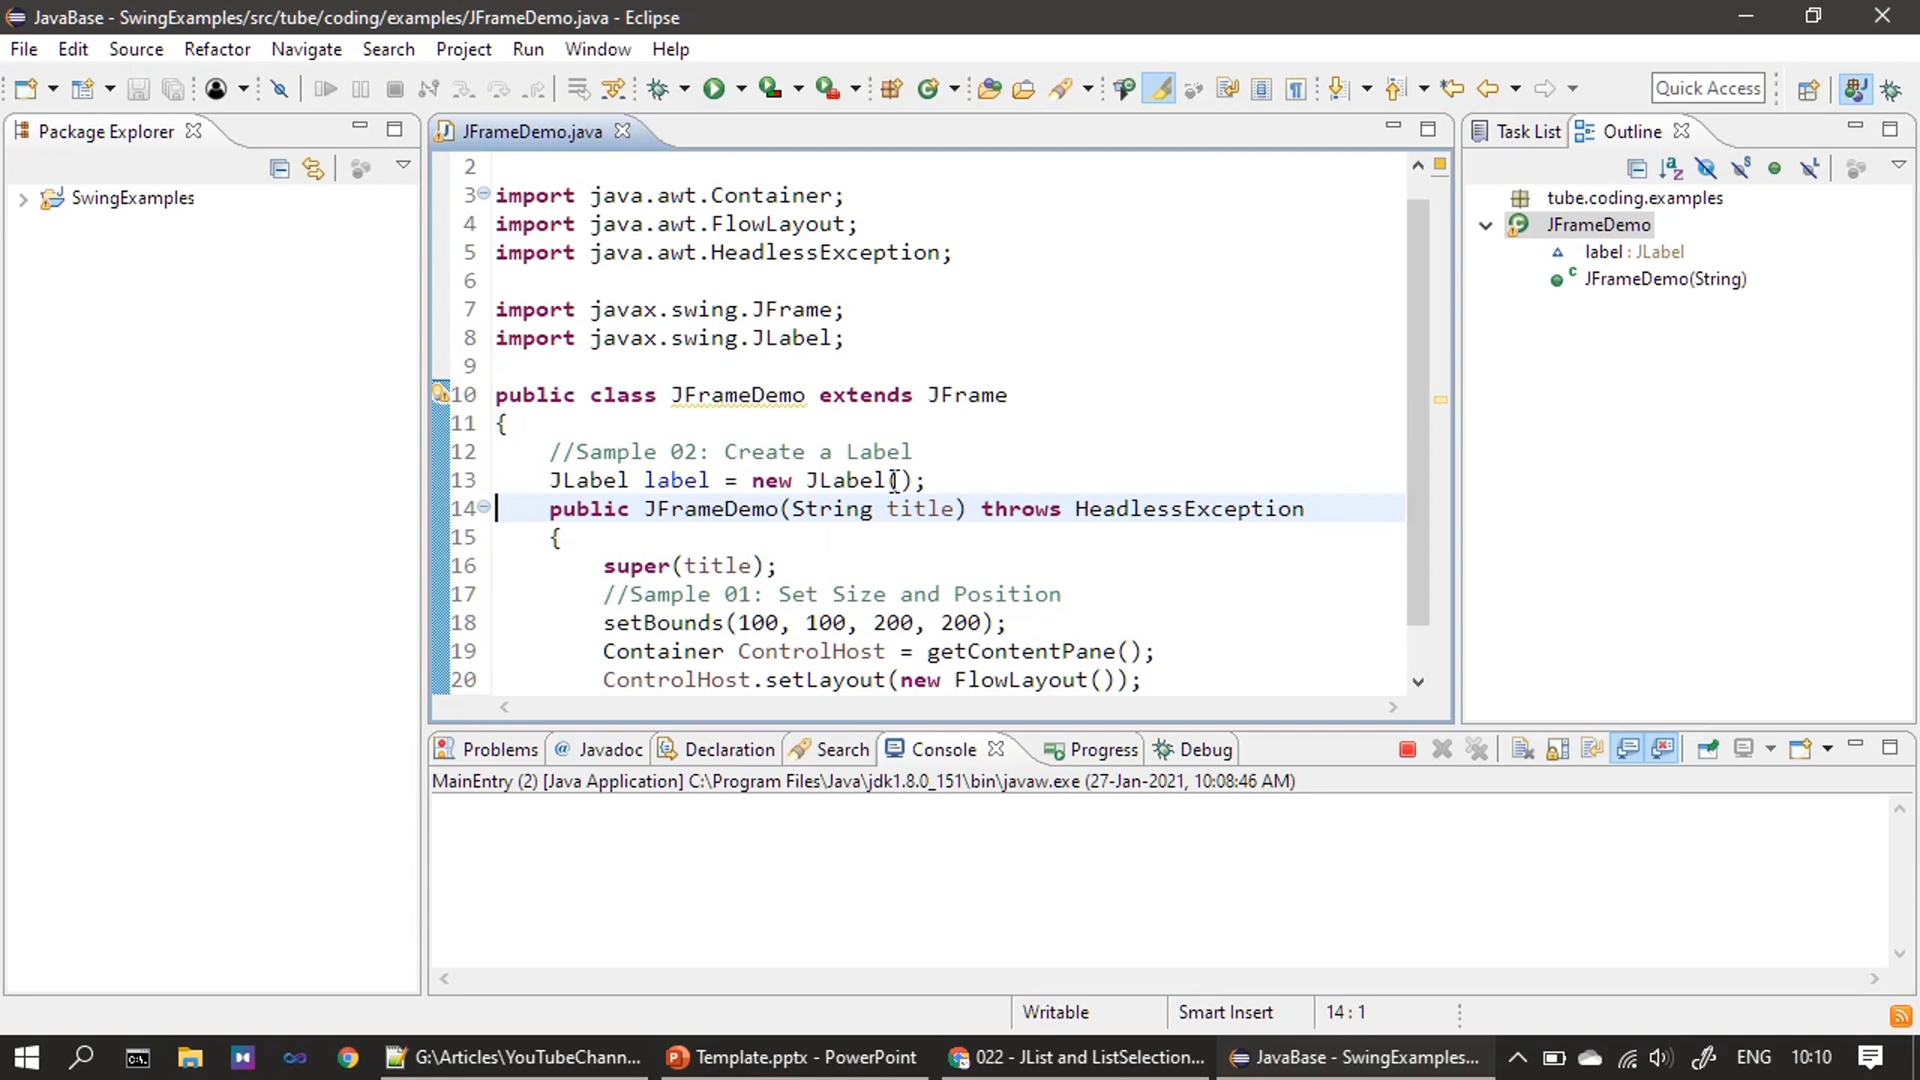 JavaBase - SwingExamples/src/tube/coding/examples/JFrameDemo.java - Eclipse
File Edit Source Refactor Navigate Search Project Run Window Help
Quick Access
Package Explorer
SwingExamples
JFrameDemo.java
2
3 import java.awt.Container;
4 import java.awt.FlowLayout;
5 import java.awt.HeadlessException;
6
7 import javax.swing.JFrame;
8 import javax.swing.JLabel;
9
10 public class JFrameDemo extends JFrame
11 {
12 //Sample 02: Create a Label
13 JLabel label = new JLabel();
14 public JFrameDemo(String title) throws HeadlessException
15 {
16 super(title);
17 //Sample 01: Set Size and Position
18 setBounds(100, 100, 200, 200);
19 Container ControlHost = getContentPane();
20 ControlHost.setLayout(new FlowLayout());
Task List Outline
tube.coding.examples
JFrameDemo
label : JLabel
JFrameDemo(String)
Problems @ Javadoc Declaration Search Console Progress Debug
MainEntry (2) [Java Application] C:\Program Files\Java\jdk1.8.0_151\bin\javaw.exe (27-Jan-2021, 10:08:46 AM)
Writable Smart Insert 14 : 1
G:\Articles\YouTubeChann... Template.pptx - PowerPoint 022 - JList and ListSelection... JavaBase - SwingExamples... ENG 10:10